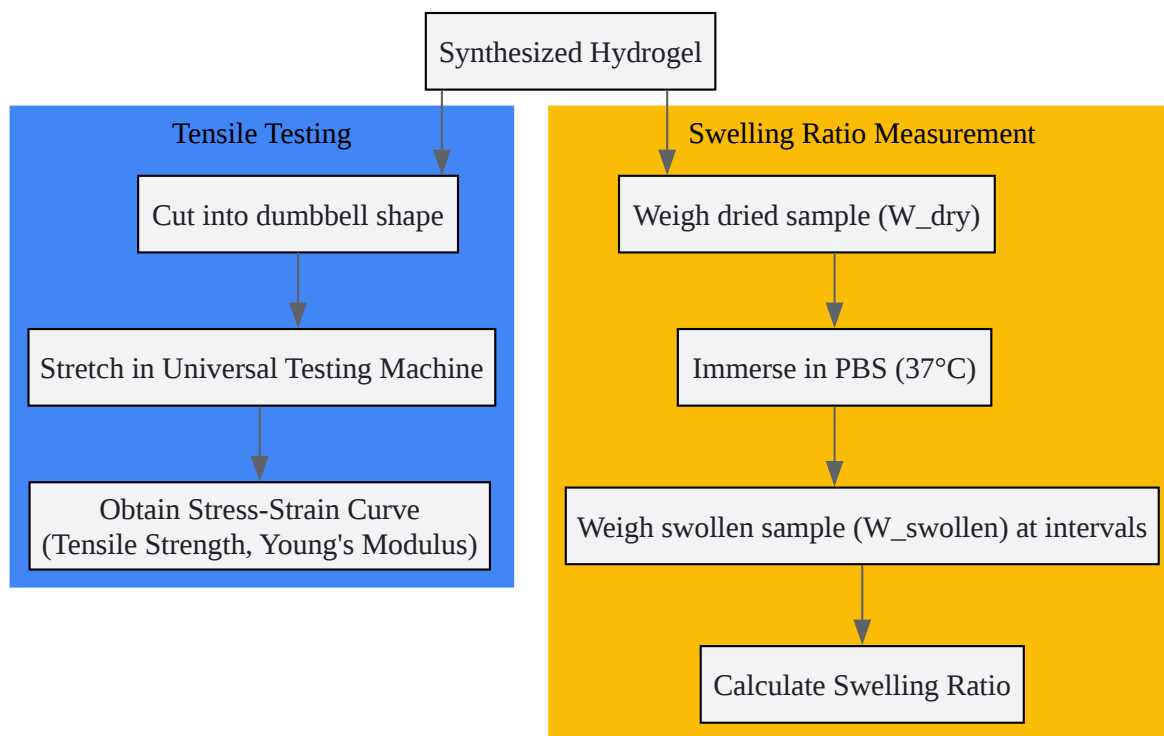 Synthesized Hydrogel
Tensile Testing
Cut into dumbbell shape
Stretch in Universal Testing Machine
Obtain Stress-Strain Curve
(Tensile Strength, Young's Modulus)
Swelling Ratio Measurement
Weigh dried sample (W_dry)
Immerse in PBS (37°C)
Weigh swollen sample (W_swollen) at intervals
Calculate Swelling Ratio